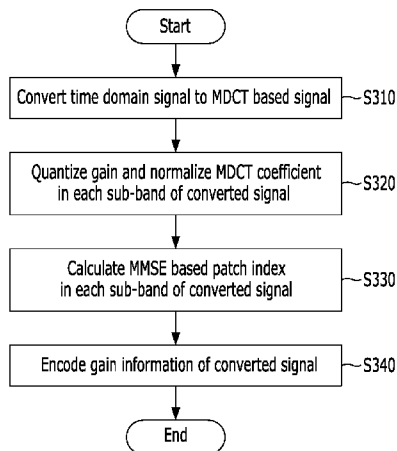 Start
Convert time domain signal to MDCT based signal
S310
Quantize gain and normalize MDCT coefficient
in each sub-band of converted signal
S320
Calculate MMSE based patch index
in each sub-band of converted signal
S330
Encode gain information of converted signal
S340
End